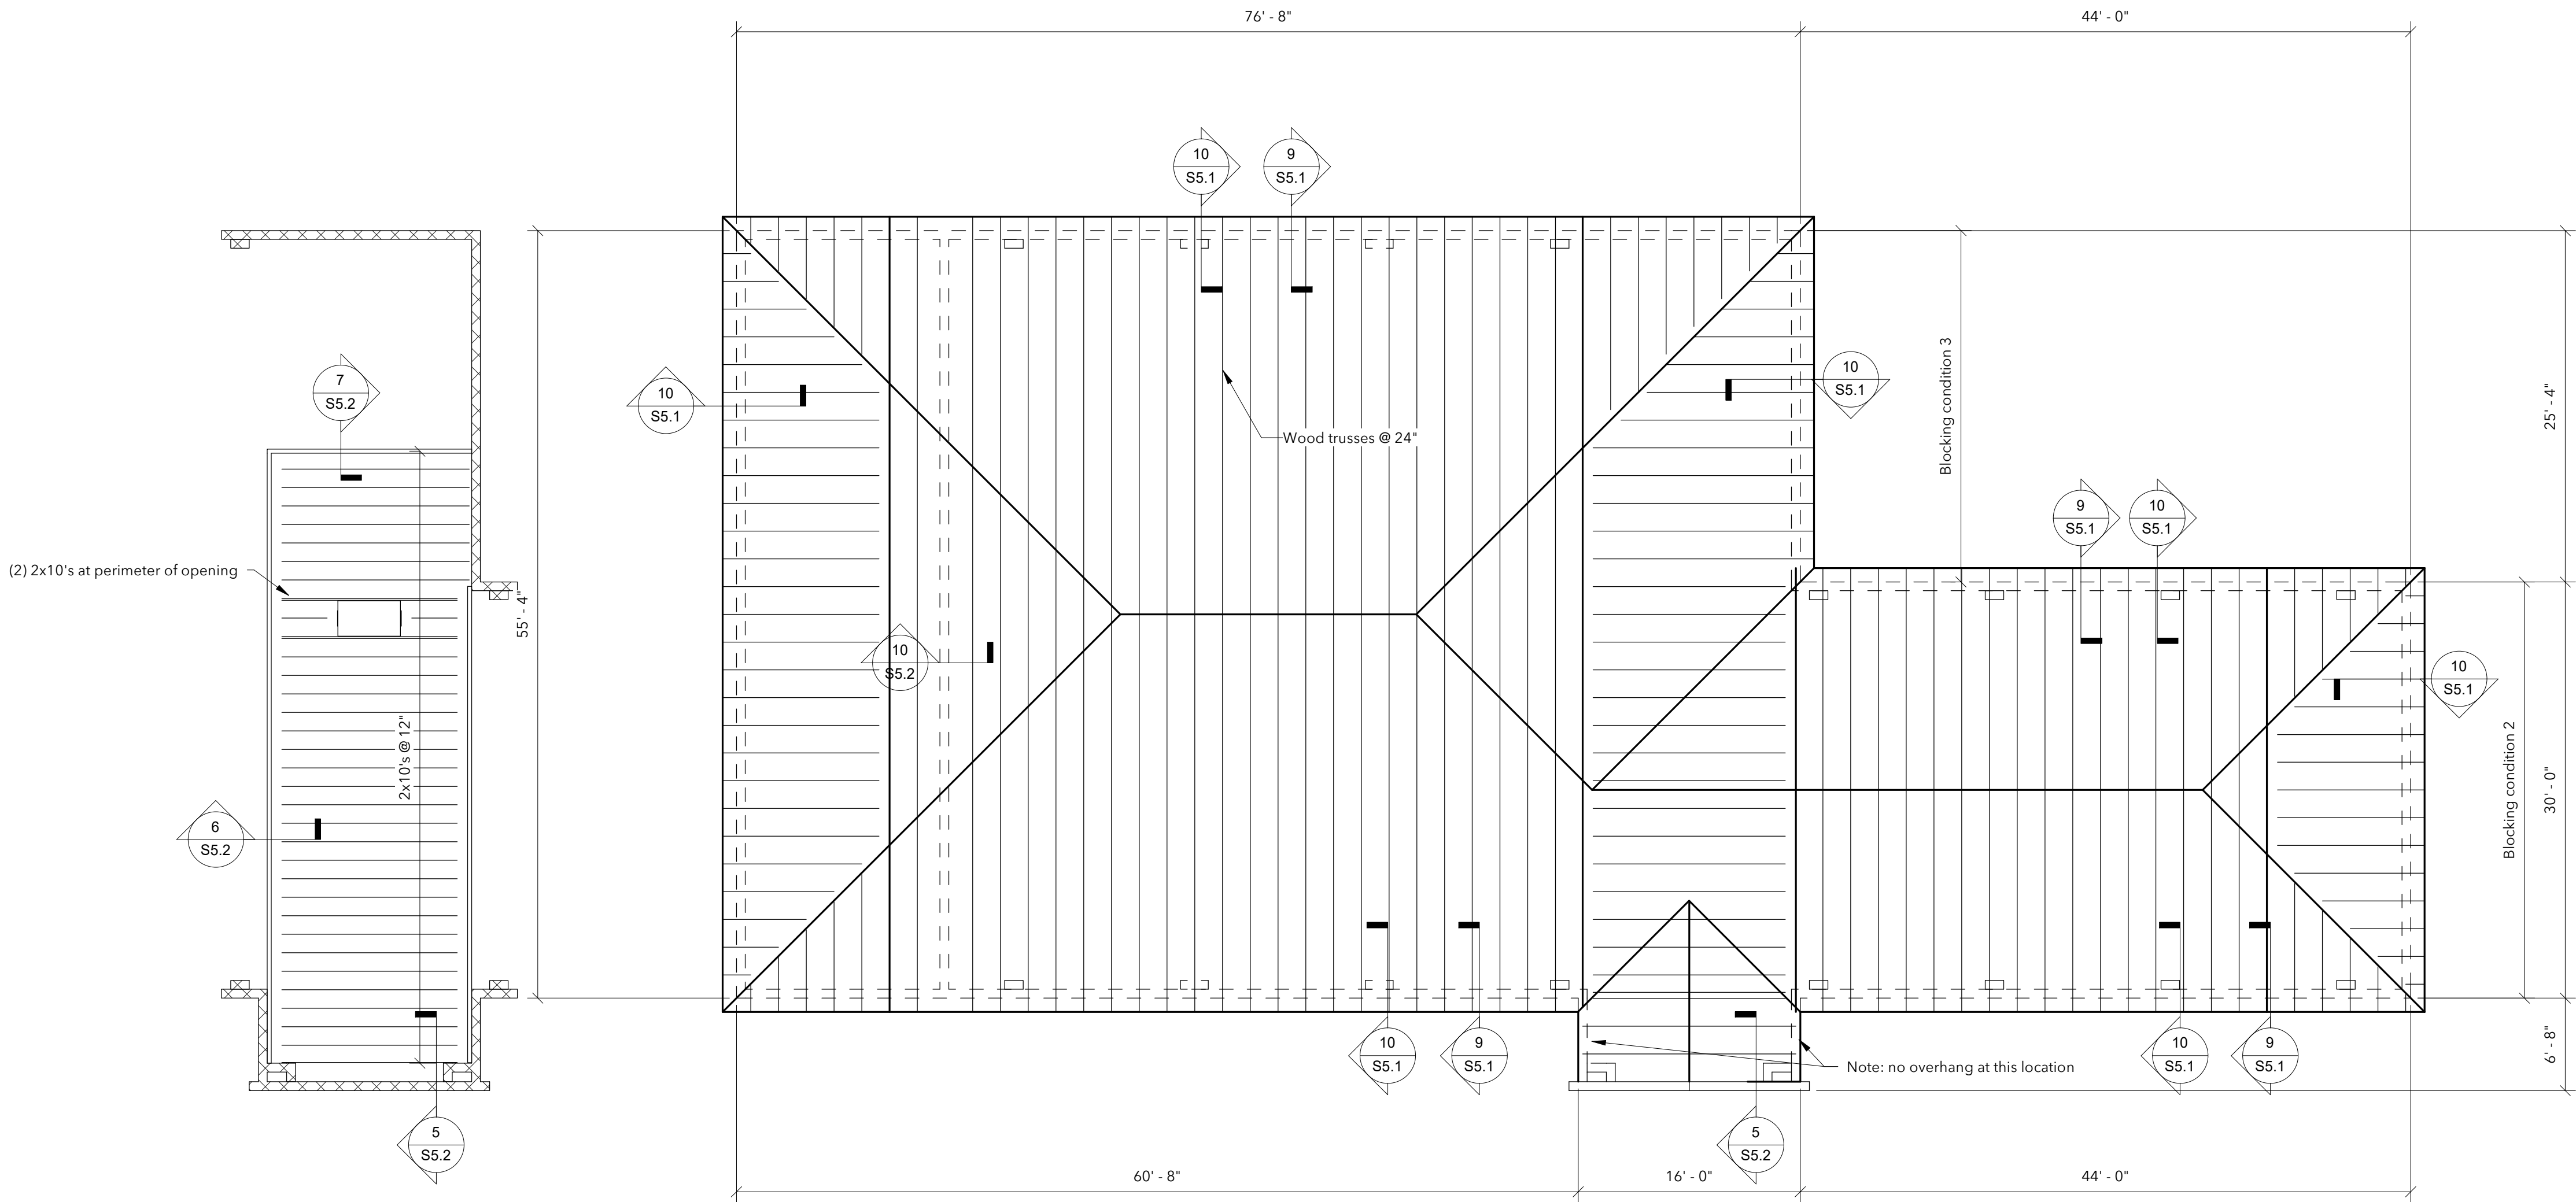 76' - 8"
44' - 0"
10
S5.1
9
S5.1
7
S5.2
10
S5.1
10
S5.1
Blocking condition 3
25' - 4"
Wood trusses @ 24"
9
S5.1
10
S5.1
(2) 2x10's at perimeter of opening
55' - 4"
10
S5.2
10
S5.1
2x10's @ 12"
Blocking condition 2
30' - 0"
6
S5.2
10
S5.1
9
S5.1
Note: no overhang at this location
10
S5.1
9
S5.1
6' - 8"
5
S5.2
5
S5.2
60' - 8"
16' - 0"
44' - 0"